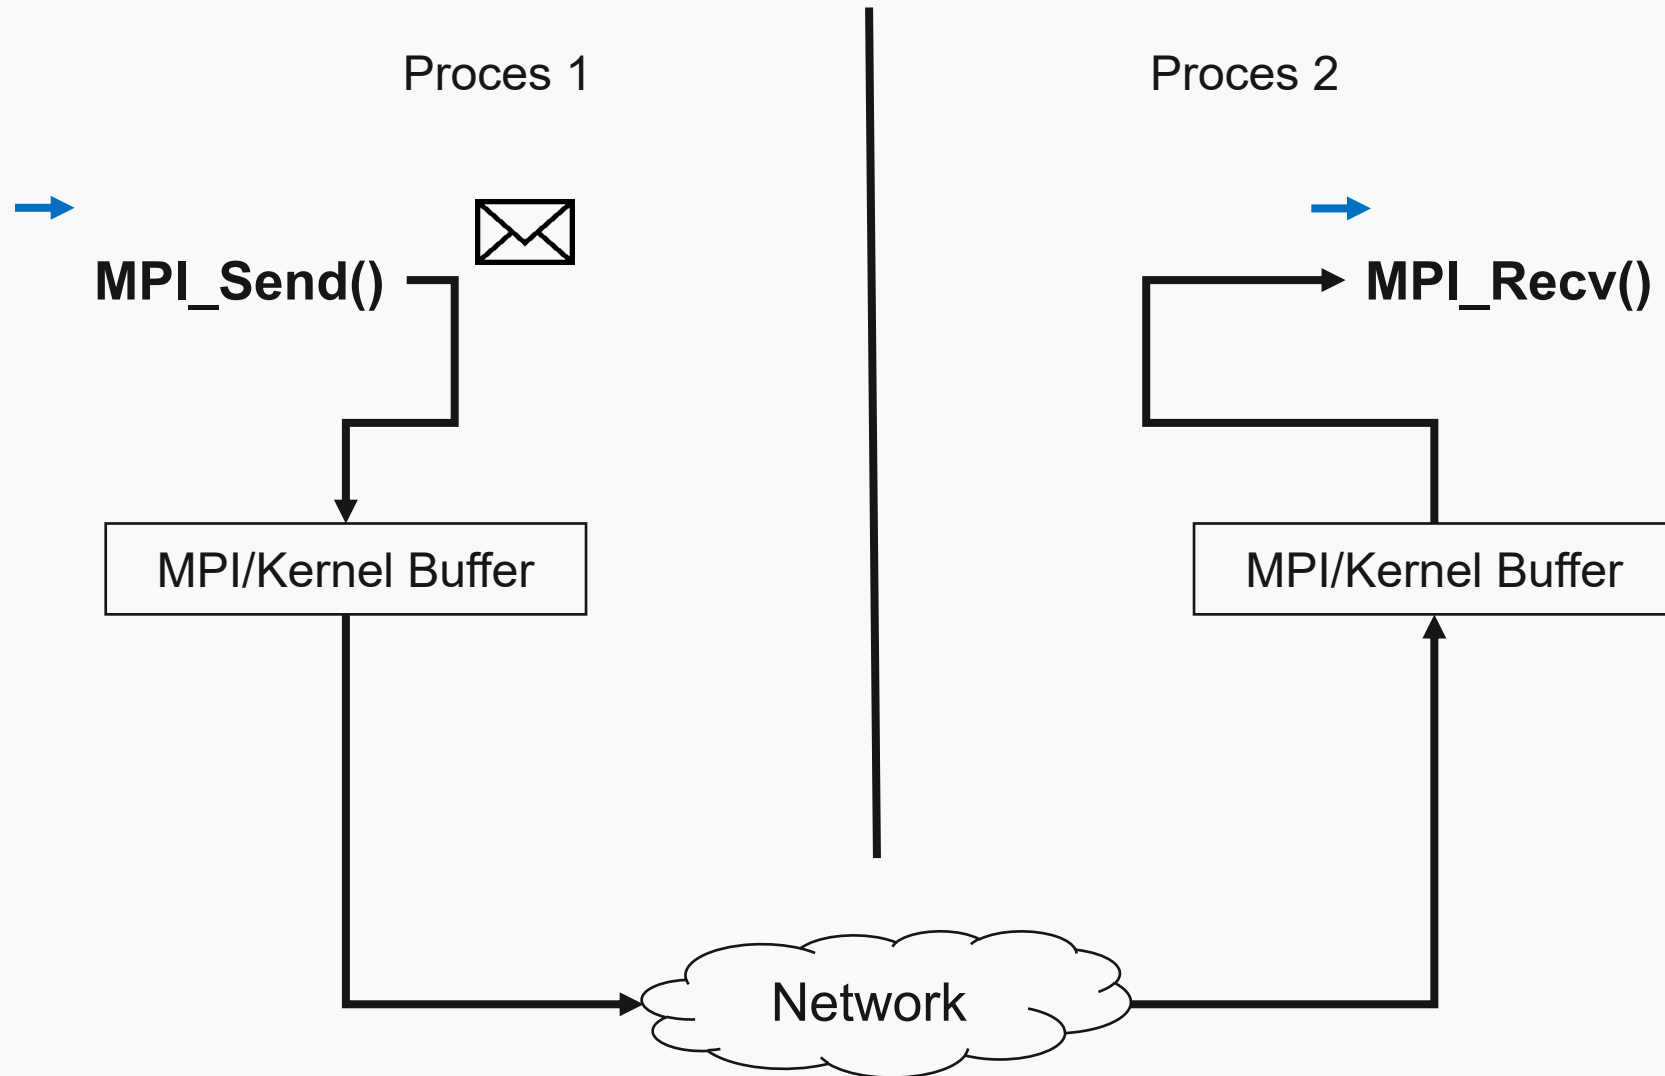 Proces 1
Proces 2
MPI_Send()
MPI_Recv()
MPI/Kernel Buffer
MPI/Kernel Buffer
Network